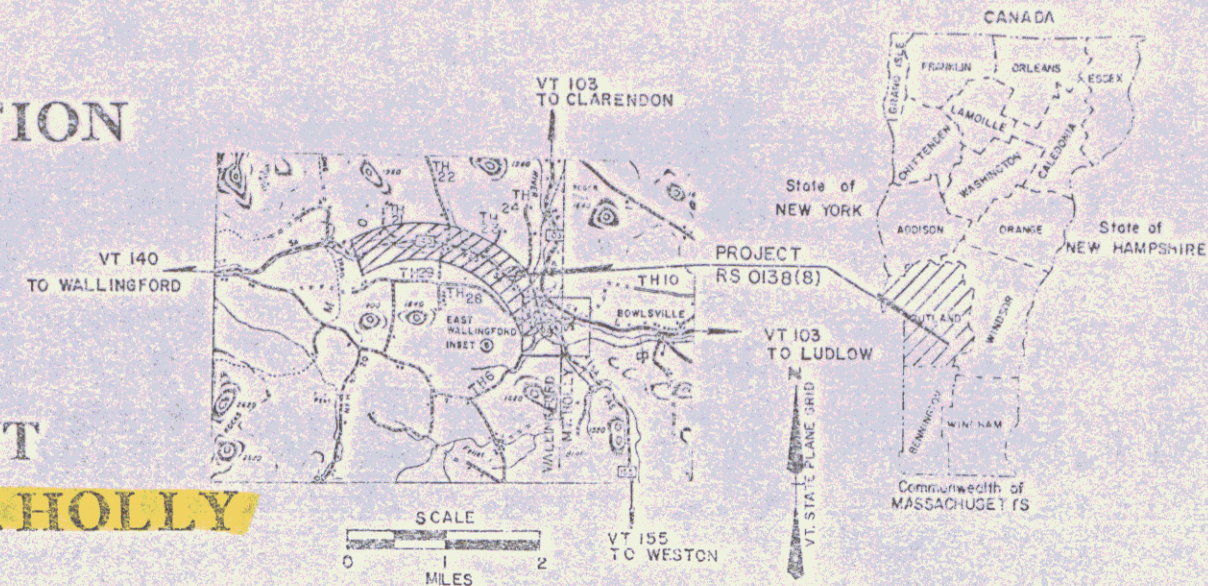 TION
T
HOLLY
VT 103
TO CLARENDON
VT 140
TO WALLINGFORD
TH
22
TH
24
TH29
TH
26
TH6
TH10
EAST
WALLINGFORD
INSET
BOWLSVILLE
WALLINGFORD
MT. HOLLY
PROJECT
RS 0138(8)
VT 103
TO LUDLOW
VT 155
TO WESTON
SCALE
0 1 2
MILES
VT. STATE PLANE GRID
CANADA
GRAND ISLE
FRANKLIN
ORLEANS
ESSEX
LAMOILLE
CHITTENDEN
WASHINGTON
CALEDONIA
State of
NEW YORK
ADDISON
ORANGE
State of
NEW HAMPSHIRE
RUTLAND
WINDSOR
BENNINGTON
WINDHAM
Commonwealth of
MASSACHUSETTS